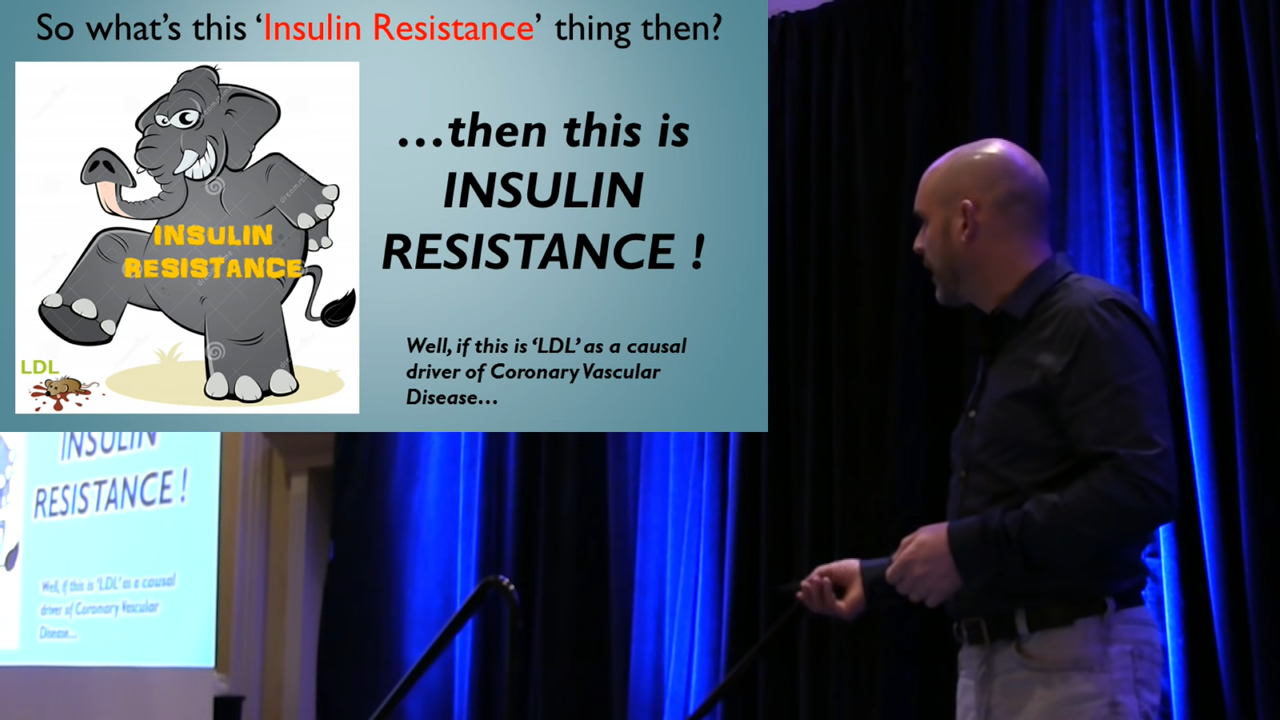 So what's this 'Insulin Resistance' thing then?
...then this is
INSULIN
RESISTANCE !
INSULIN
RESISTANCE
Well, if this is 'LDL' as a causal
driver of Coronary Vascular
Disease...
LDL
INSULIN
RESISTANCE !
Well, if this is 'LDL' as a causal
driver of Coronary Vascular
Disease...